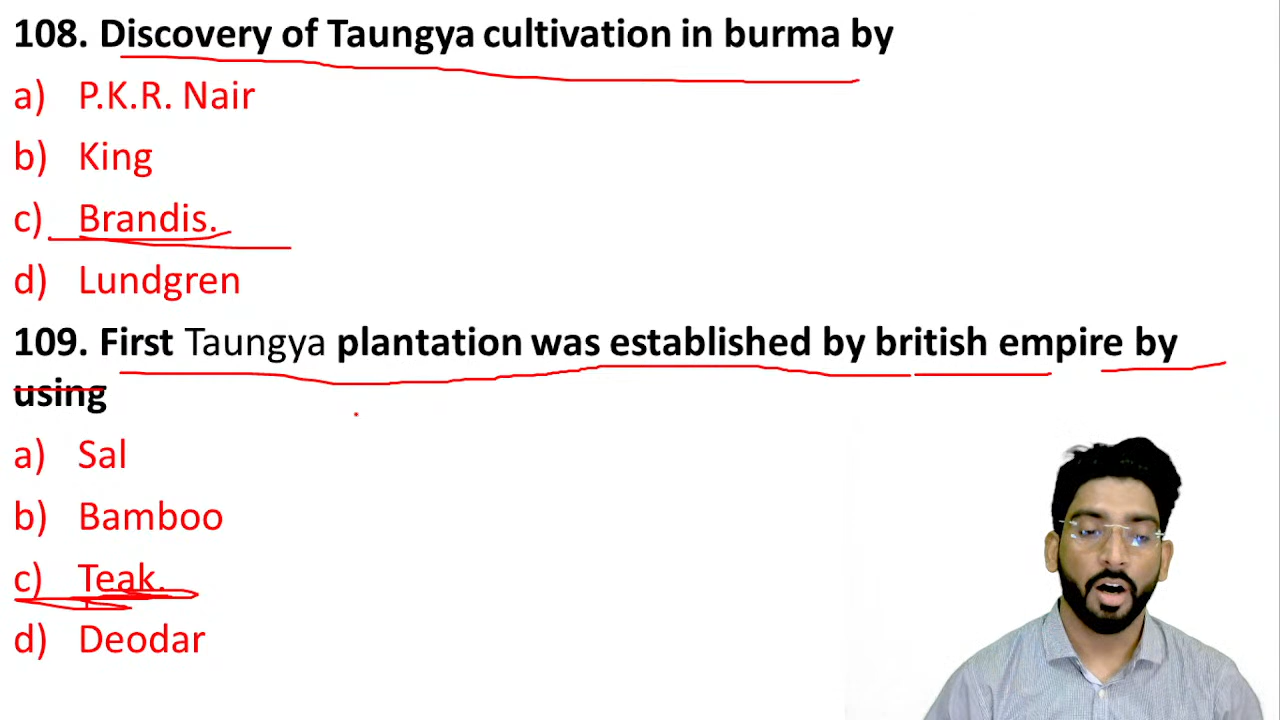 108. Discovery of Taungya cultivation in burma by
a) P.K.R. Nair
b) King
c) Brandis.
d) Lundgren
109. First Taungya plantation was established by british empire by
using
a) Sal
b) Bamboo
c) Teak.
d) Deodar